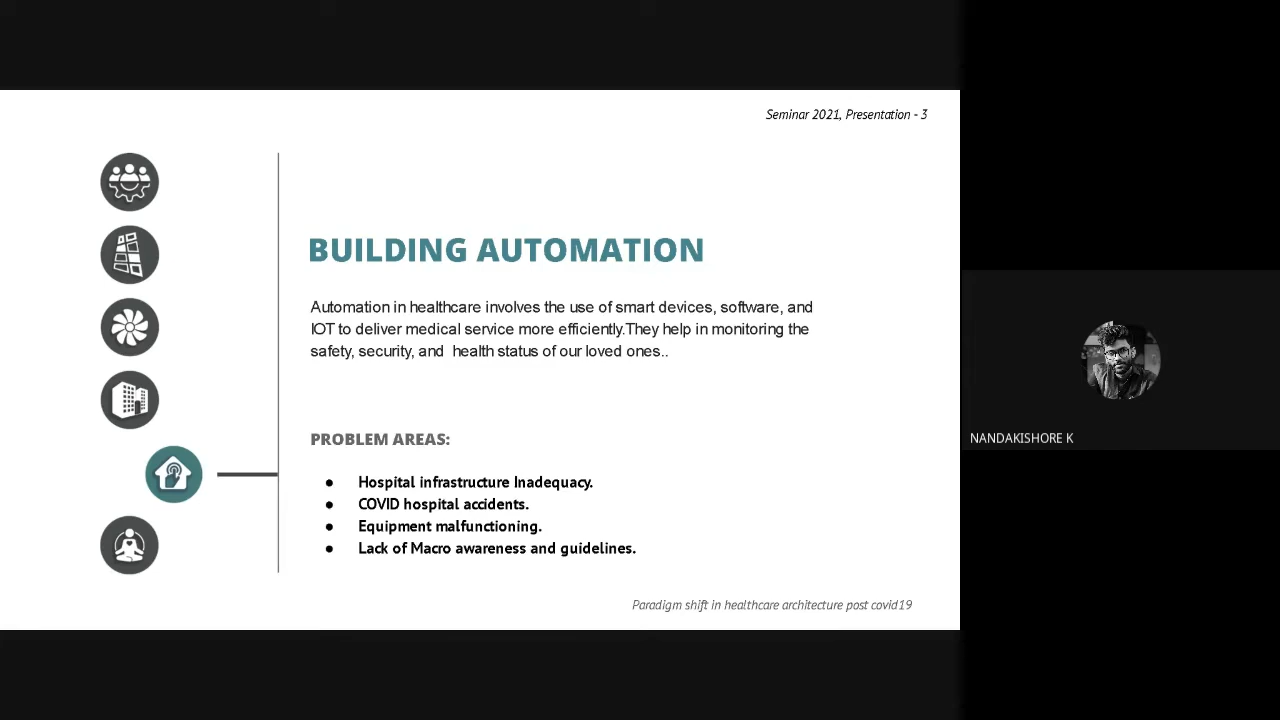 Seminar 2021, Presentation - 3
BUILDING AUTOMATION
Automation in healthcare involves the use of smart devices, software, and
IOT to deliver medical service more efficiently.They help in monitoring the
safety, security, and  health status of our loved ones..
PROBLEM AREAS:
● Hospital infrastructure Inadequacy.
● COVID hospital accidents.
● Equipment malfunctioning.
● Lack of Macro awareness and guidelines.
Paradigm shift in healthcare architecture post covid19
NANDAKISHORE K